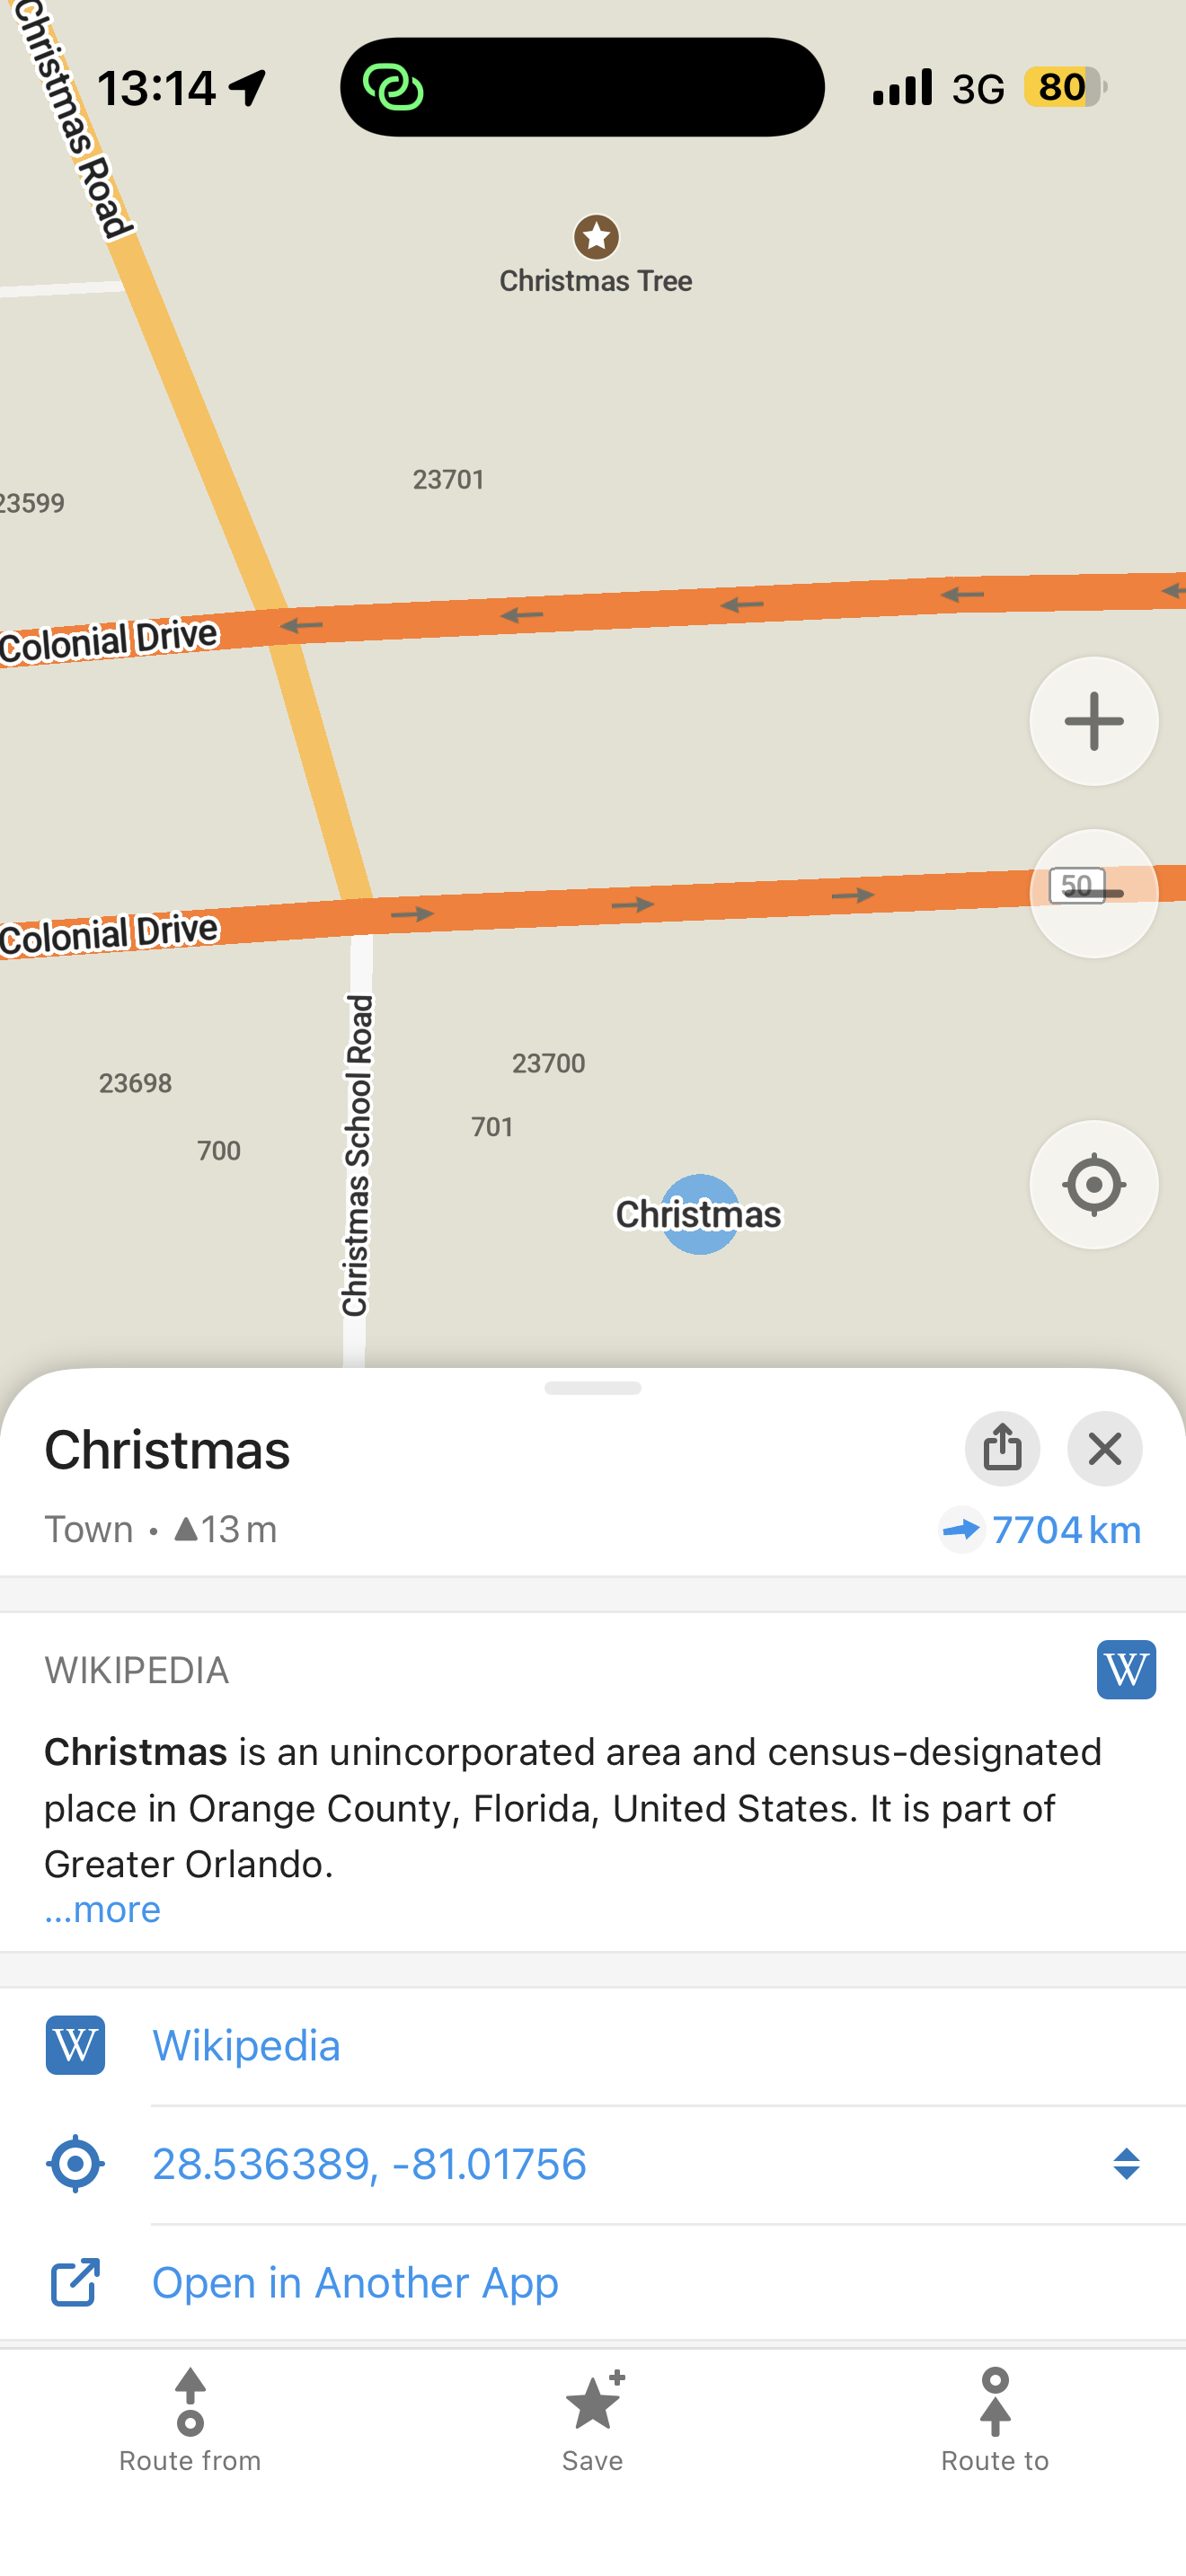 Christmas Road
13:14
3G
80
Christmas Tree
23701
23599
Colonial Drive
50
Colonial Drive
Christmas School Road
23698
23700
701
700
Christmas
Christmas
Town • ▲13 m
7704 km
WIKIPEDIA
W
Christmas is an unincorporated area and census-designated
place in Orange County, Florida, United States. It is part of
Greater Orlando.
...more
W
Wikipedia
28.536389, -81.01756
Open in Another App
Route from
Save
Route to